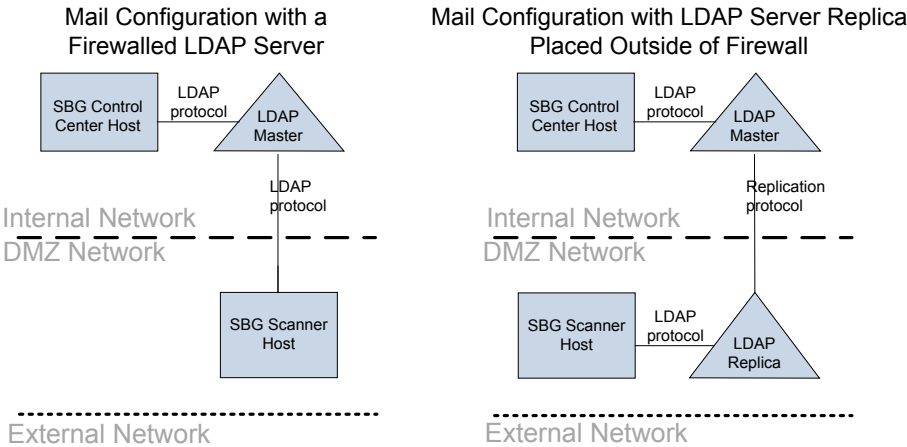 Mail Configuration with a
Firewalled LDAP Server
SBG Control
Center Host
LDAP
protocol
LDAP
Master
LDAP
protocol
Internal Network
DMZ Network
SBG Scanner
Host
External Network
Mail Configuration with LDAP Server Replica
Placed Outside of Firewall
SBG Control
Center Host
LDAP
protocol
LDAP
Master
Replication
protocol
Internal Network
DMZ Network
SBG Scanner
Host
LDAP
protocol
LDAP
Replica
External Network